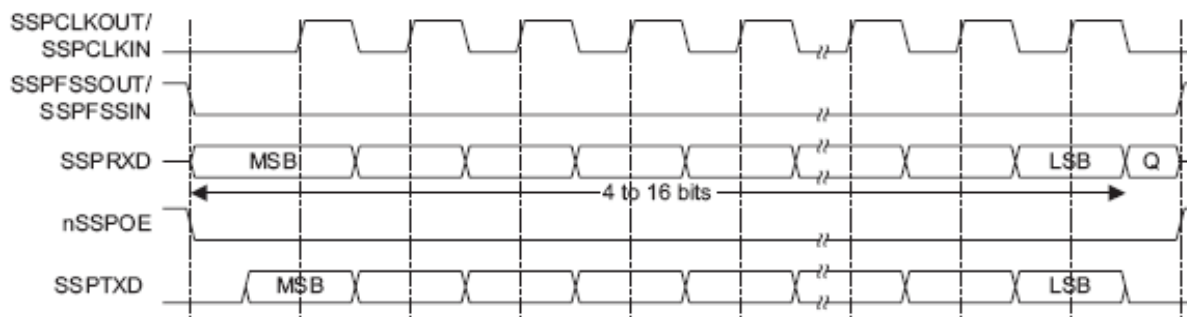 SSPCLKOUT/
SSPCLKIN
SSPFSSOUT/
SSPFSSIN
SSPRXD MSB LSB Q
4 to 16 bits
nSSPOE
SSPTXD MSB LSB